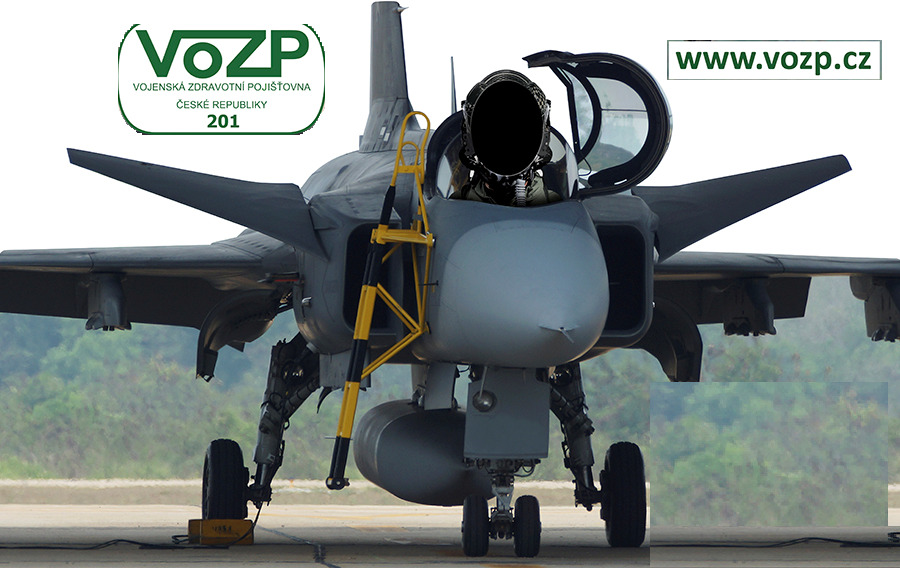 VoZP
VOJENSKÁ ZDRAVOTNÍ POJIŠŤOVNA
ČESKÉ REPUBLIKY
201
www.vozp.cz